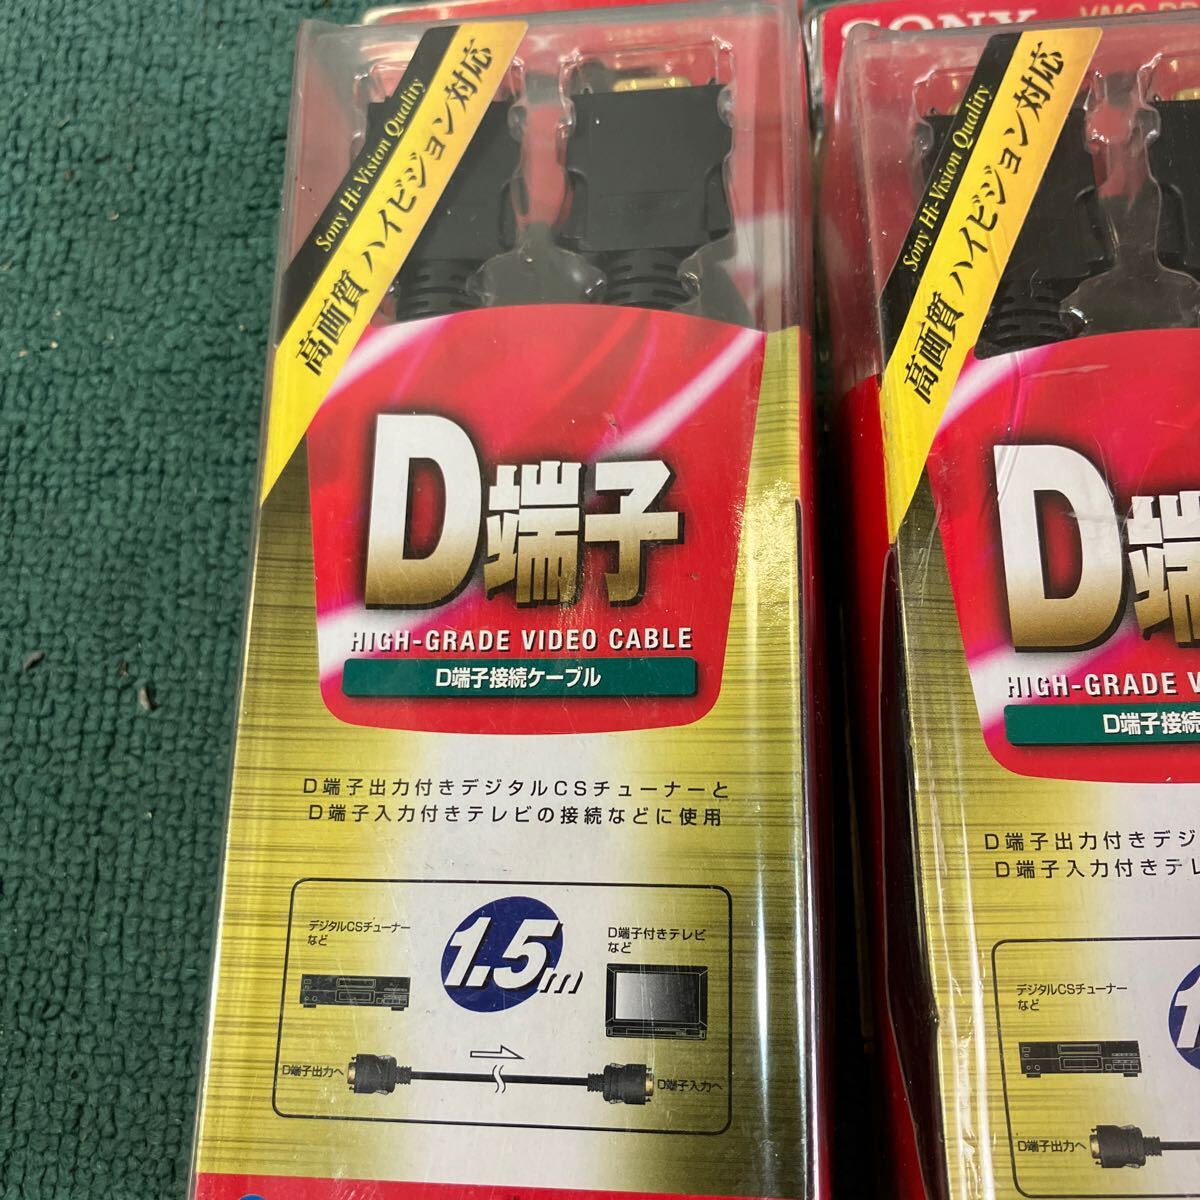 Sony Hi-Vision Quality
高画質 ハイビジョン対応
D端子
HIGH-GRADE VIDEO CABLE
D端子接続ケーブル
D端子出力付きデジタルCSチューナーと
D端子入力付きテレビの接続などに使用
デジタルCSチューナー
など
1.5m
D端子付きテレビ
など
D端子出力へ
D端子入力へ
SONY
Sony Hi-Vision Quality
高画質 ハイビジョン対応
D端
HIGH-GRADE
D端子接続
D端子出力付きデジ
D端子入力付きテレ
デジタルCSチューナー
など
D端子出力へ